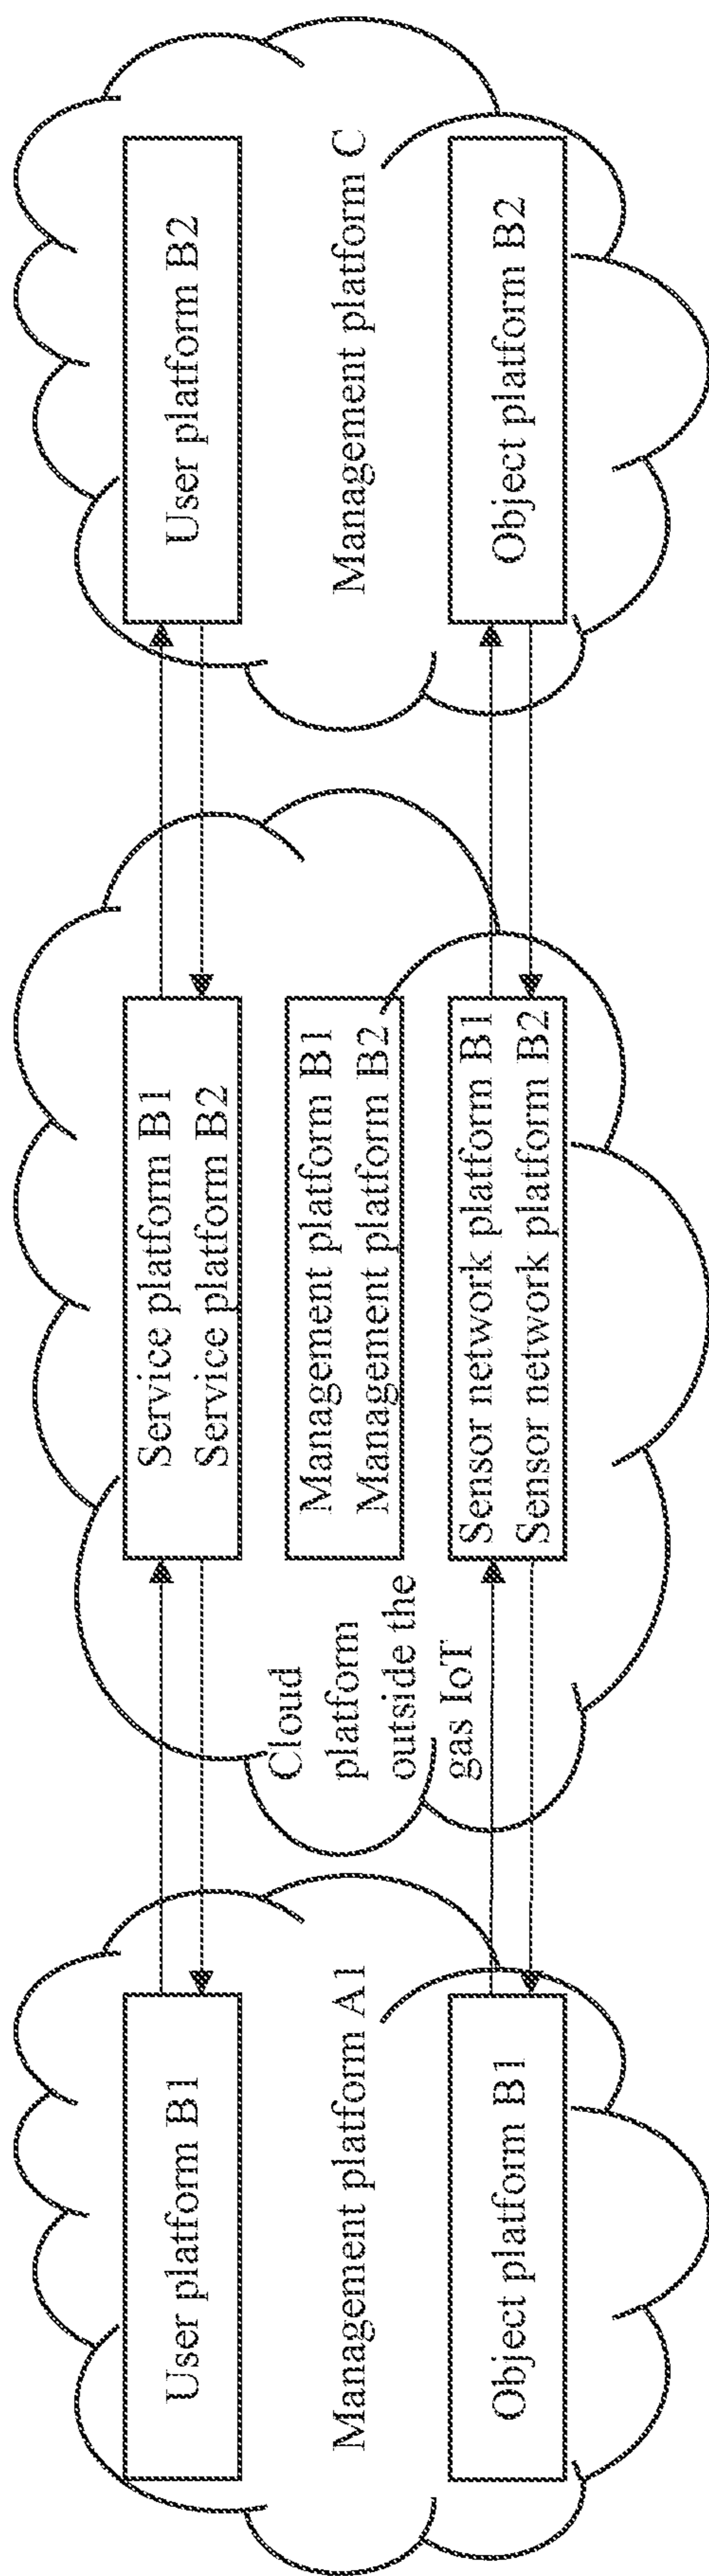 User platform B1
Management platform A1
Object platform B1
Service platform B1
Service platform B2
Management platform B1
Management platform B2
Sensor network platform B1
Sensor network platform B2
Cloud
platform
outside the
gas IoT
User platform B2
Management platform C
Object platform B2